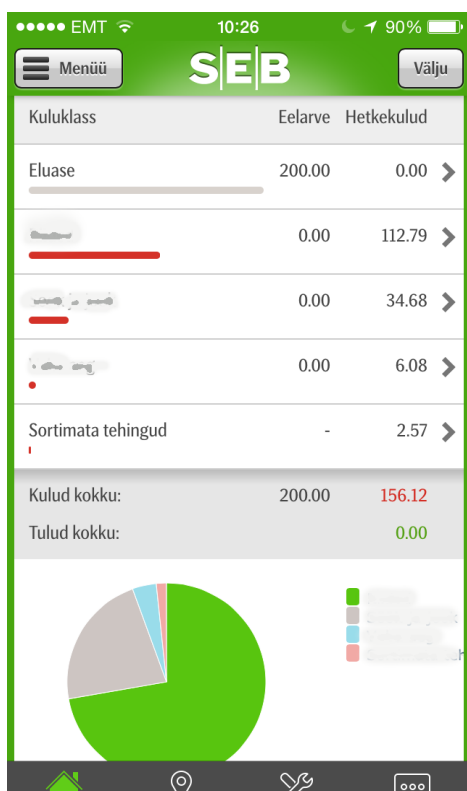 EMT 10:26 90%
Menüü SEB Välju
Kuluklass Eelarve Hetkekulud
Eluase 200.00 0.00
0.00 112.79
0.00 34.68
0.00 6.08
Sortimata tehingud - 2.57
Kulud kokku: 200.00 156.12
Tulud kokku: 0.00